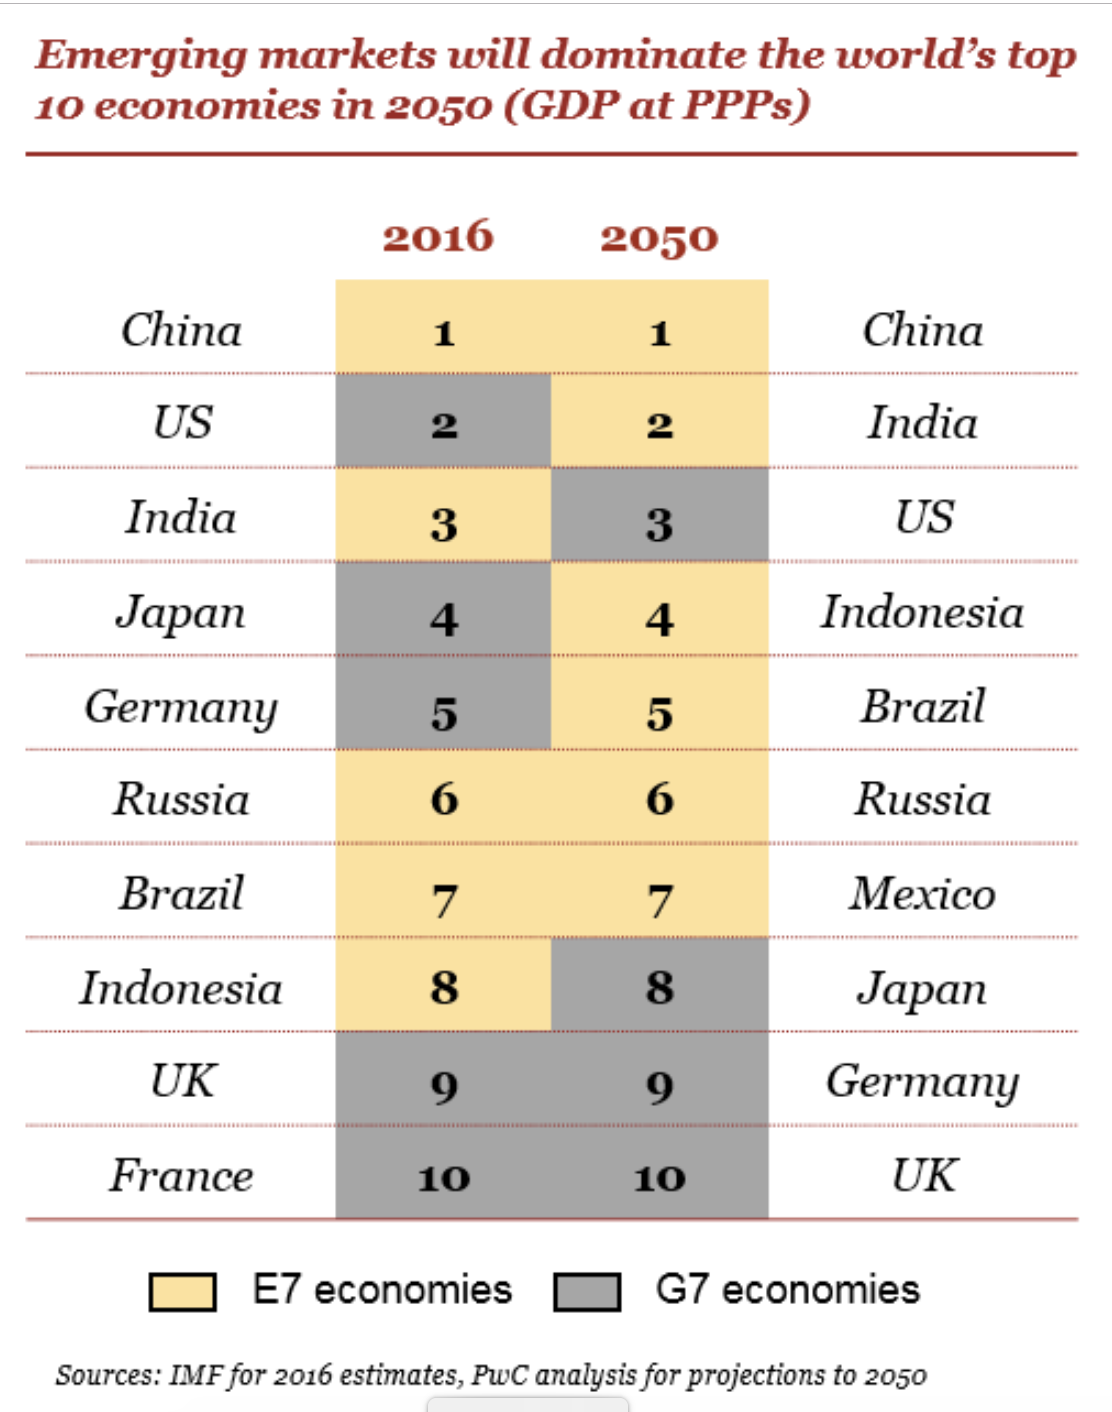 Emerging markets will dominate the world's top
10 economies in 2050 (GDP at PPPs)
2016 2050
China 1 1 China
US 2 2 India
India 3 3 US
Japan 4 4 Indonesia
Germany 5 5 Brazil
Russia 6 6 Russia
Brazil 7 7 Mexico
Indonesia 8 8 Japan
UK 9 9 Germany
France 10 10 UK
E7 economies G7 economies
Sources: IMF for 2016 estimates, PwC analysis for projections to 2050